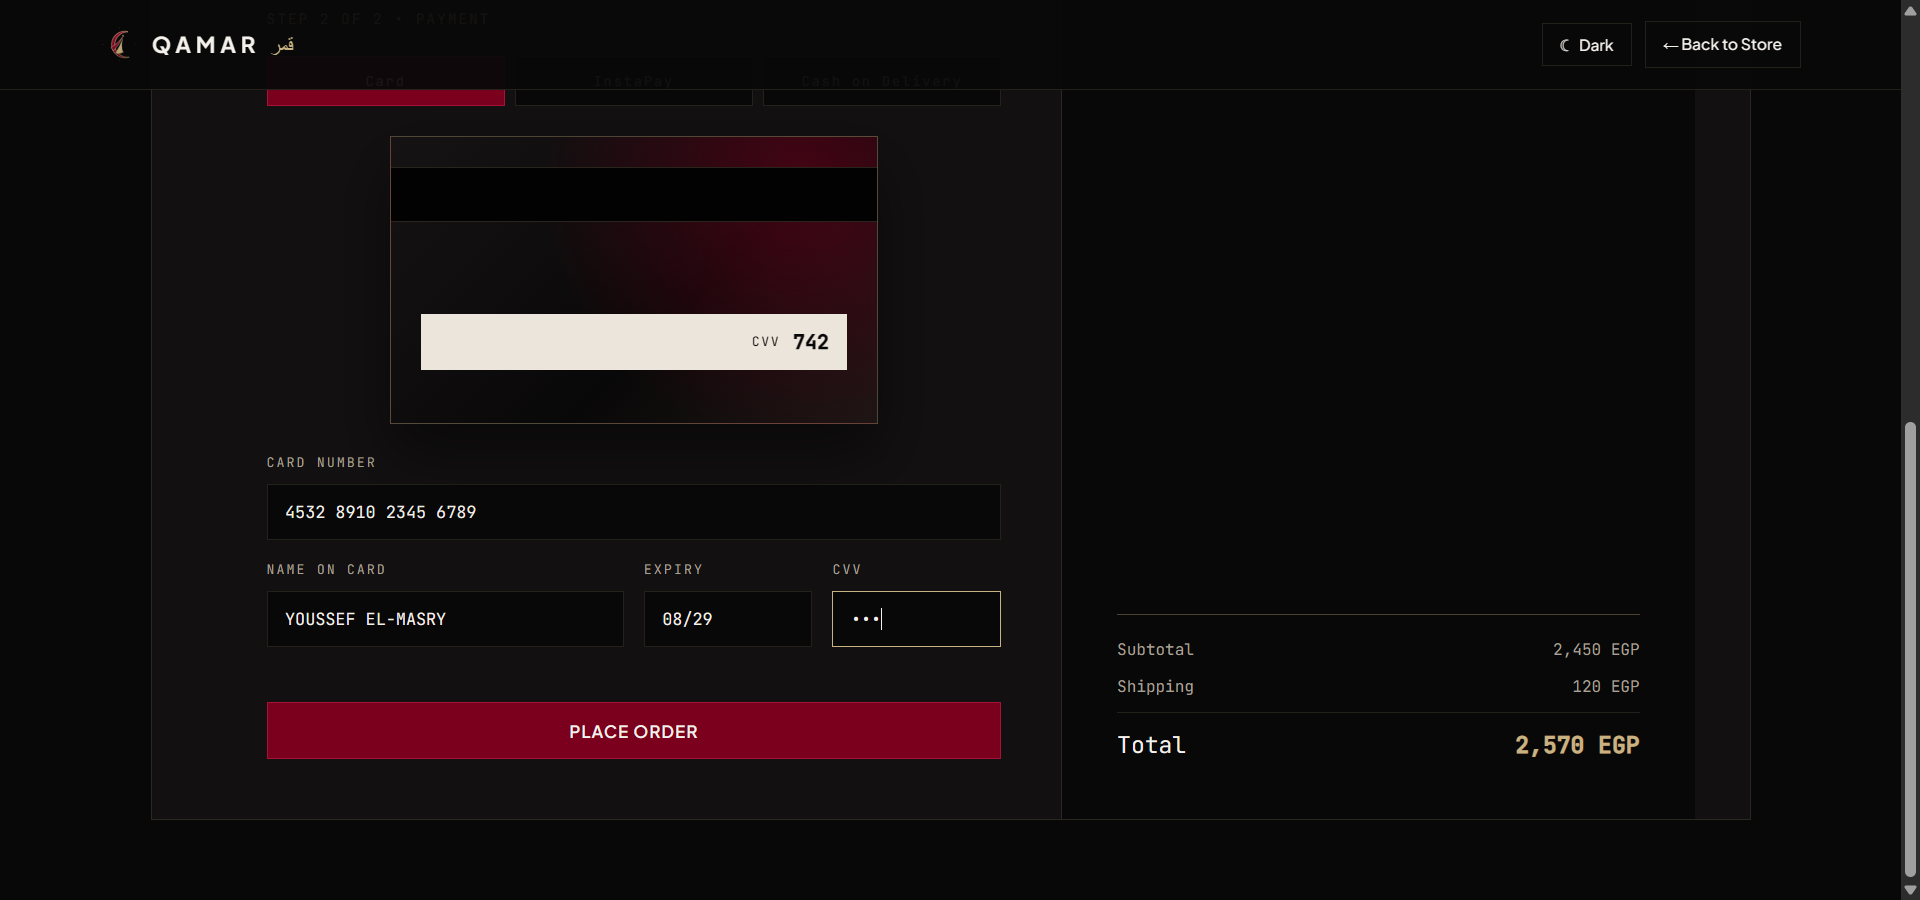 STEP 2 OF 2 • PAYMENT
QAMAR قمر
☾ Dark
←Back to Store
Card
InstaPay
Cash on Delivery
CVV 742
CARD NUMBER
4532 8910 2345 6789
NAME ON CARD
EXPIRY
CVV
YOUSSEF EL-MASRY
08/29
•••
PLACE ORDER
Subtotal
2,450 EGP
Shipping
120 EGP
Total
2,570 EGP